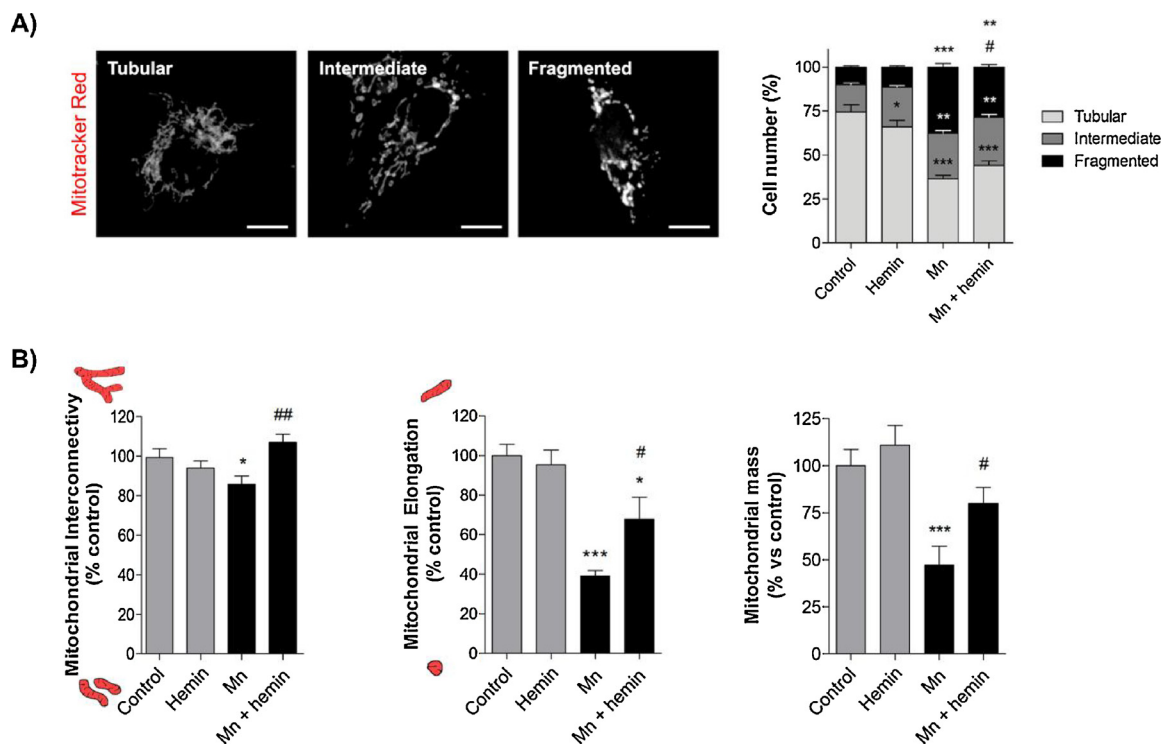 A)
Mitotracker Red
Tubular
Intermediate
Fragmented
Cell number (%)
100
75
50
25
0
**
***
#
*
**
***
**
***
Control
Hemin
Mn
Mn + hemin
Tubular
Intermediate
Fragmented
B)
Mitochondrial Interconnectivy
(% control)
120
100
80
60
40
20
0
*
##
Control
Hemin
Mn
Mn + hemin
Mitochondrial Elongation
(% control)
120
100
80
60
40
20
0
***
#
*
Control
Hemin
Mn
Mn + hemin
Mitochondrial mass
(% vs control)
125
100
75
50
25
0
***
#
Control
Hemin
Mn
Mn + hemin